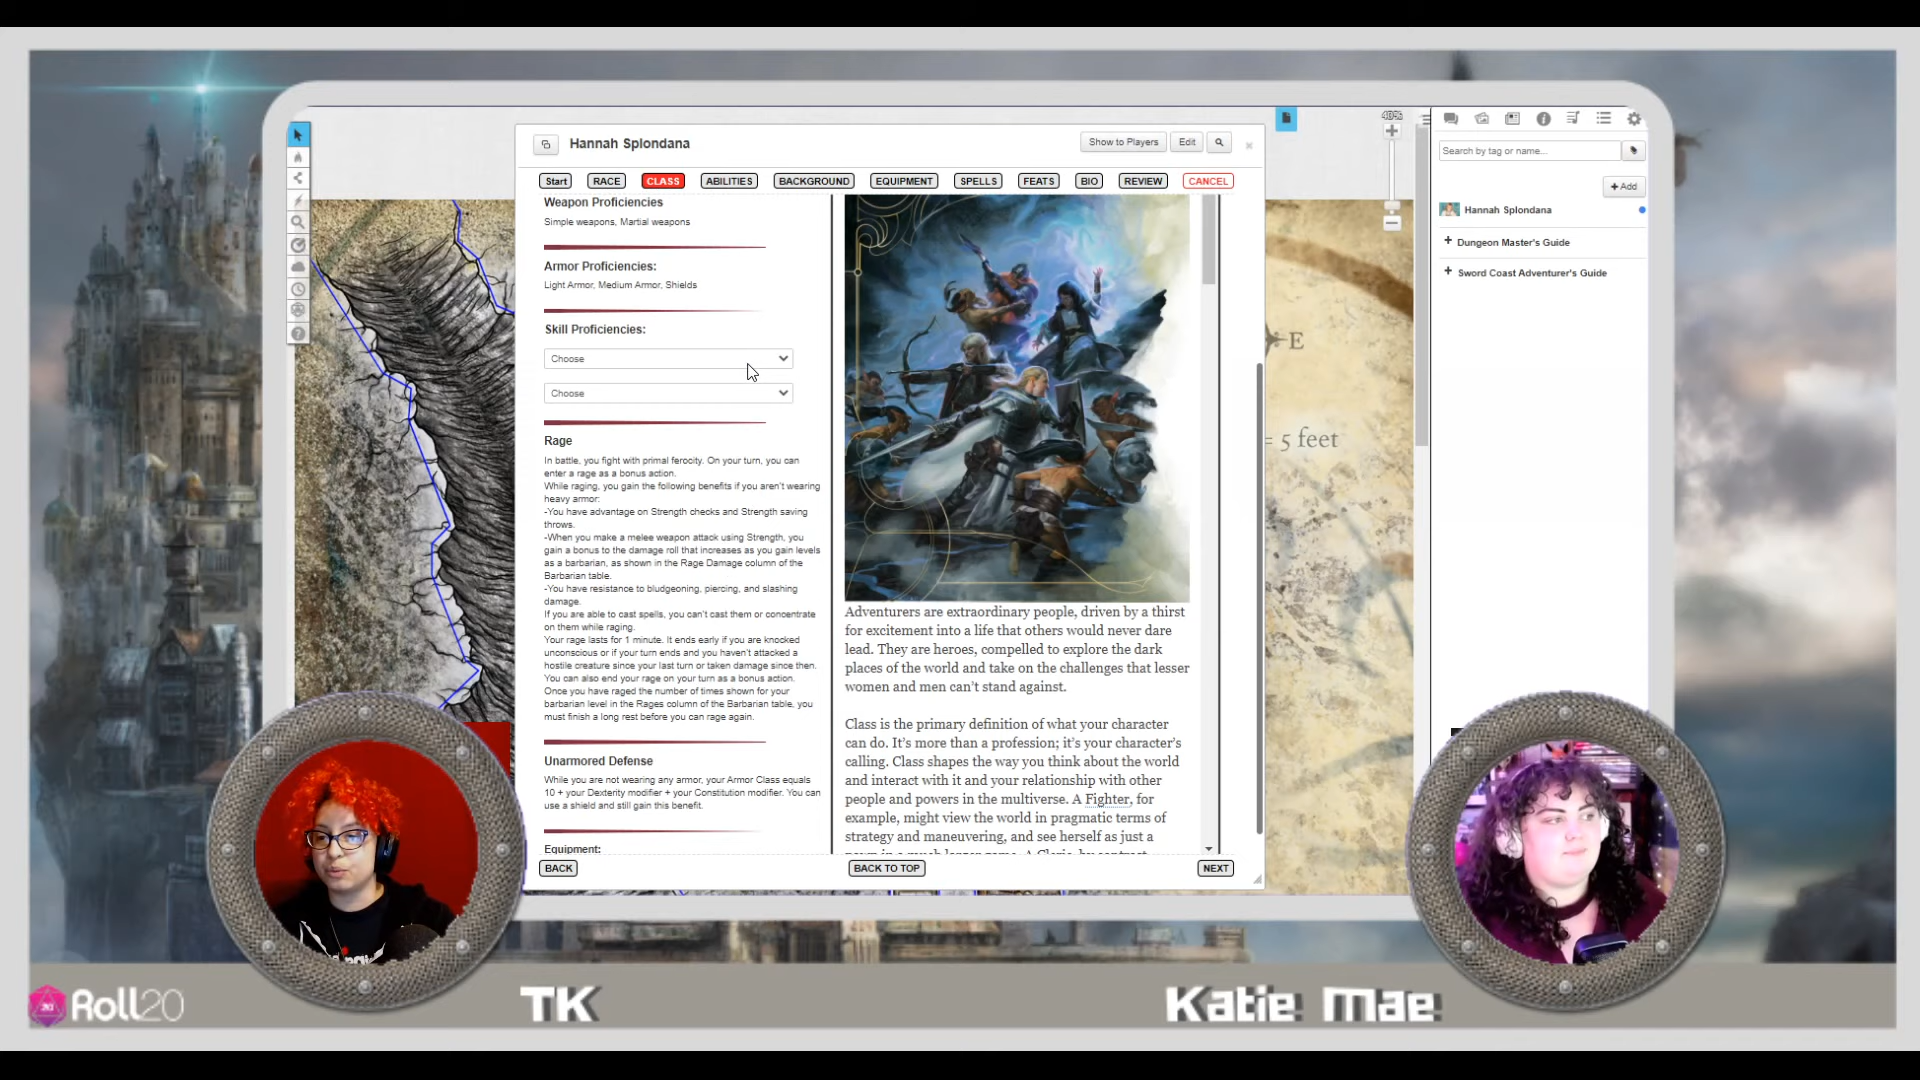 Hannah Splondana
Show to Players
Edit
Start
RACE
CLASS
ABILITIES
BACKGROUND
EQUIPMENT
SPELLS
FEATS
BIO
REVIEW
CANCEL
Weapon Proficiencies
Simple weapons, Martial weapons
Armor Proficiencies:
Light Armor, Medium Armor, Shields
Skill Proficiencies:
Choose
Choose
Rage
In battle, you fight with primal ferocity. On your turn, you can
enter a rage as a bonus action.
While raging, you gain the following benefits if you aren't wearing
heavy armor:
-You have advantage on Strength checks and Strength saving
throws.
-When you make a melee weapon attack using Strength, you
gain a bonus to the damage roll that increases as you gain levels
as a barbarian, as shown in the Rage Damage column of the
Barbarian table.
-You have resistance to bludgeoning, piercing, and slashing
damage.
If you are able to cast spells, you can't cast them or concentrate
on them while raging.
Your rage lasts for 1 minute. It ends early if you are knocked
unconscious or if your turn ends and you haven't attacked a
hostile creature since your last turn or taken damage since then.
You can also end your rage on your turn as a bonus action.
Once you have raged the number of times shown for your
barbarian level in the Rages column of the Barbarian table, you
must finish a long rest before you can rage again.
Unarmored Defense
While you are not wearing any armor, your Armor Class equals
10 + your Dexterity modifier + your Constitution modifier. You can
use a shield and still gain this benefit.
Equipment:
Adventurers are extraordinary people, driven by a thirst
for excitement into a life that others would never dare
lead. They are heroes, compelled to explore the dark
places of the world and take on the challenges that lesser
women and men can't stand against.
Class is the primary definition of what your character
can do. It's more than a profession; it's your character's
calling. Class shapes the way you think about the world
and interact with it and your relationship with other
people and powers in the multiverse. A Fighter, for
example, might view the world in pragmatic terms of
strategy and maneuvering, and see herself as just a
BACK
BACK TO TOP
NEXT
E
= 5 feet
40%
Search by tag or name...
+ Add
Hannah Splondana
+ Dungeon Master's Guide
+ Sword Coast Adventurer's Guide
Roll20
TK
Katie Mae